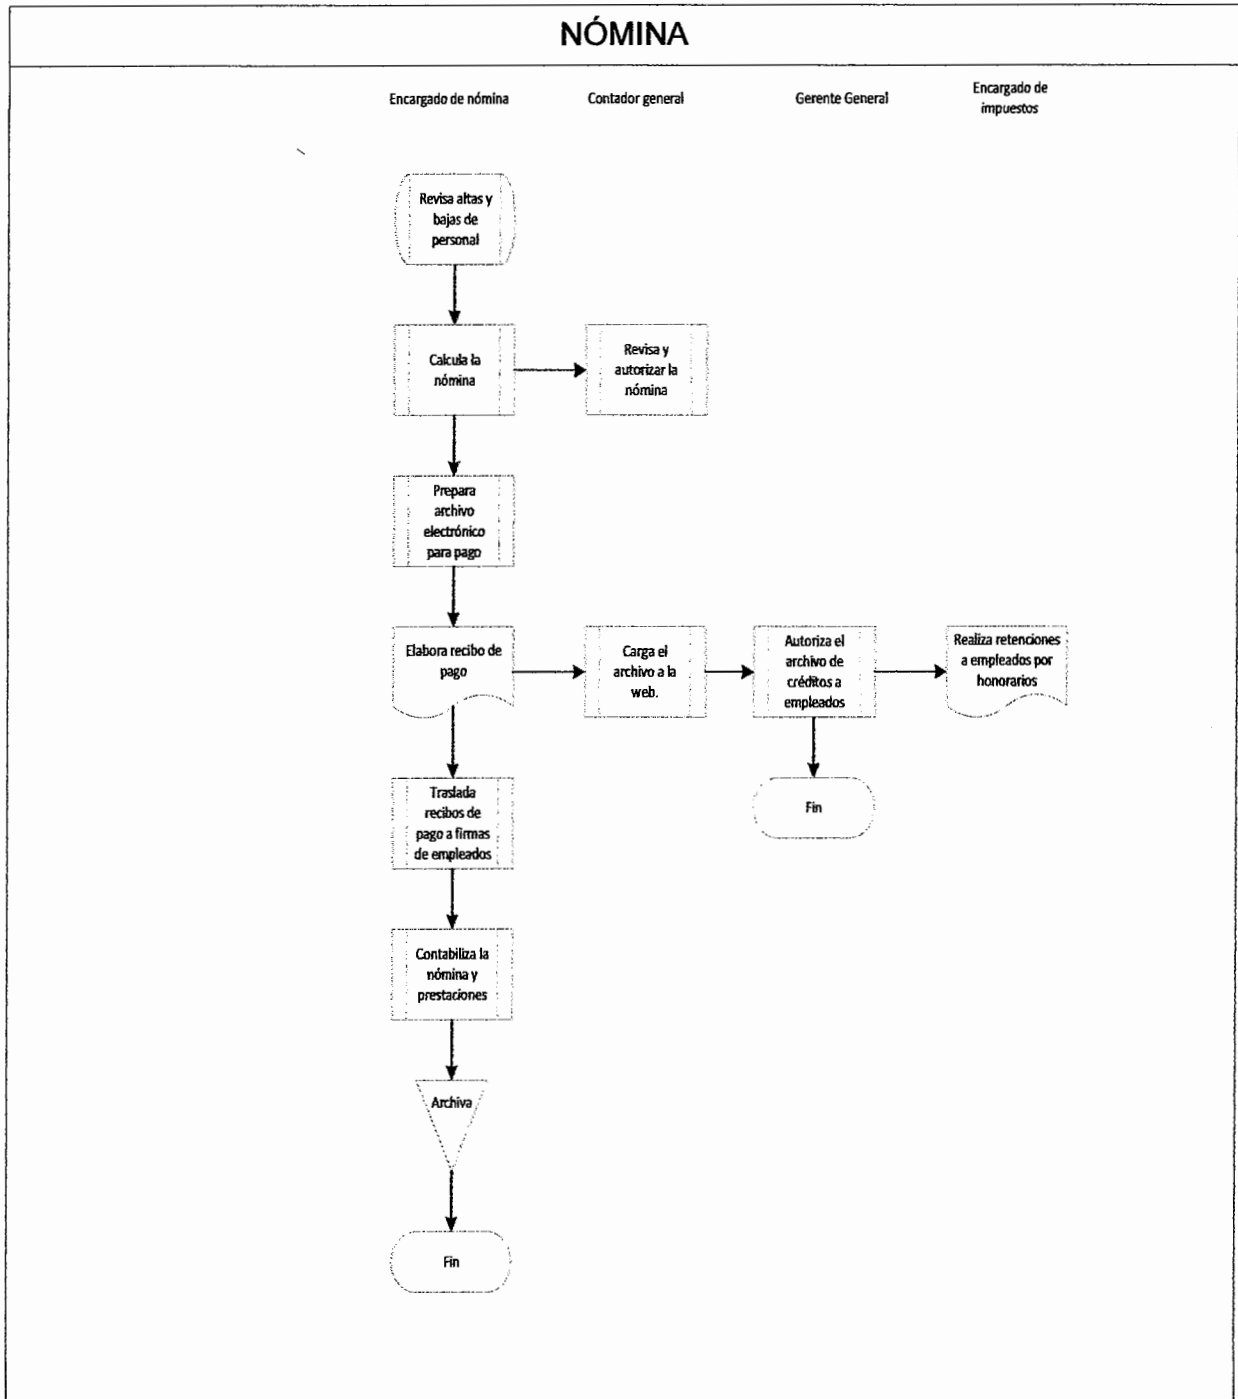 NÓMINA
Encargado de nómina
Contador general
Gerente General
Encargado de
impuestos
Revisa altas y
bajas de
personal
Calcula la
nómina
Revisa y
autorizar la
nómina
Prepara
archivo
electrónico
para pago
Elabora recibo de
pago
Carga el
archivo a la
web.
Autoriza el
archivo de
créditos a
empleados
Realiza retenciones
a empleados por
honorarios
Traslada
recibos de
pago a firmas
de empleados
Fin
Contabiliza la
nómina y
prestaciones
Archiva
Fin